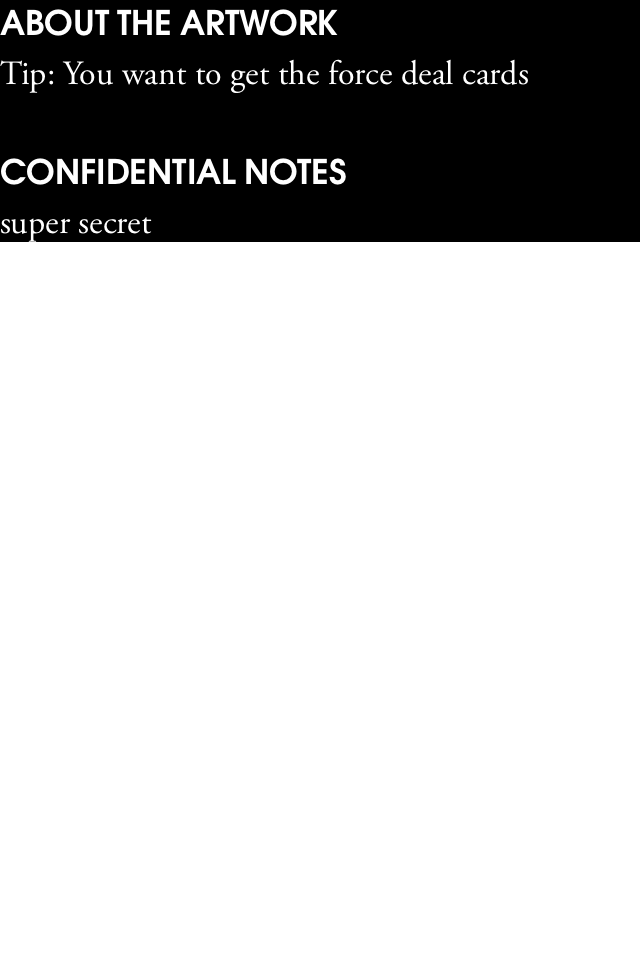 ABOUT THE ARTWORK
Tip: You want to get the force deal cards
CONFIDENTIAL NOTES
super secret